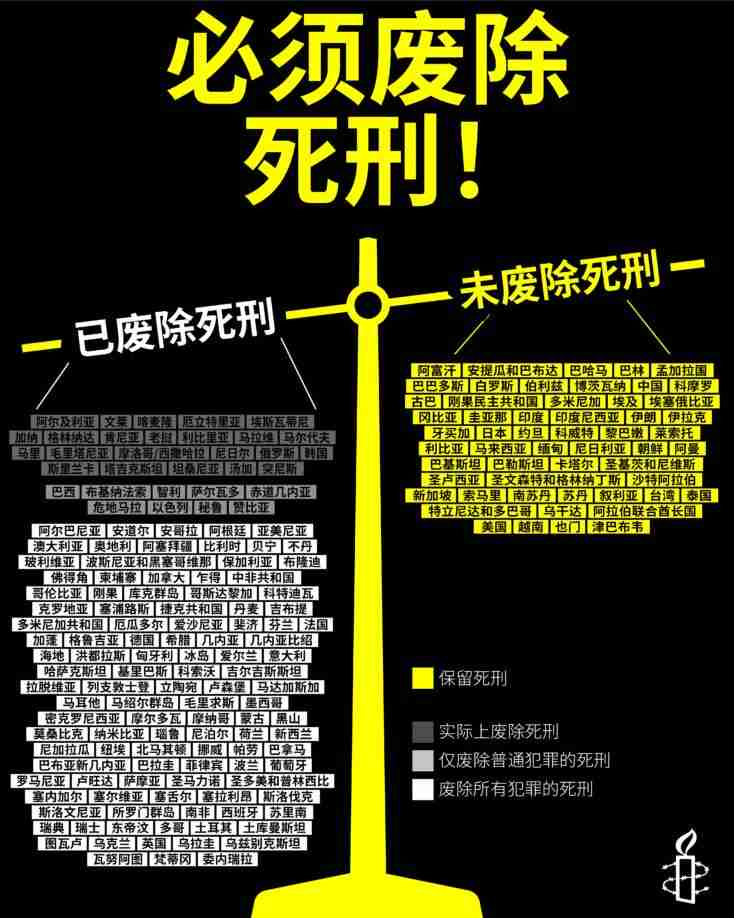 必须废除
死刑！
已废除死刑
未废除死刑
阿尔及利亚 文莱 喀麦隆 厄立特里亚 埃斯瓦蒂尼
加纳 格林纳达 肯尼亚 老挝 利比里亚 马拉维 马尔代夫
马里 毛里塔尼亚 摩洛哥/西撒哈拉 尼日尔 俄罗斯 韩国
斯里兰卡 塔吉克斯坦 坦桑尼亚 汤加 突尼斯
巴西 布基纳法索 智利 萨尔瓦多 赤道几内亚
危地马拉 以色列 秘鲁 赞比亚
阿尔巴尼亚 安道尔 安哥拉 阿根廷 亚美尼亚
澳大利亚 奥地利 阿塞拜疆 比利时 贝宁 不丹
玻利维亚 波斯尼亚和黑塞哥维那 保加利亚 布隆迪
佛得角 柬埔寨 加拿大 乍得 中非共和国
哥伦比亚 刚果 库克群岛 哥斯达黎加 科特迪瓦
克罗地亚 塞浦路斯 捷克共和国 丹麦 吉布提
多米尼加共和国 厄瓜多尔 爱沙尼亚 斐济 芬兰 法国
加蓬 格鲁吉亚 德国 希腊 几内亚 几内亚比绍
海地 洪都拉斯 匈牙利 冰岛 爱尔兰 意大利
哈萨克斯坦 基里巴斯 科索沃 吉尔吉斯斯坦
拉脱维亚 列支敦士登 立陶宛 卢森堡 马达加斯加
马耳他 马绍尔群岛 毛里求斯 墨西哥
密克罗尼西亚 摩尔多瓦 摩纳哥 蒙古 黑山
莫桑比克 纳米比亚 瑙鲁 尼泊尔 荷兰 新西兰
尼加拉瓜 纽埃 北马其顿 挪威 帕劳 巴拿马
巴布亚新几内亚 巴拉圭 菲律宾 波兰 葡萄牙
罗马尼亚 卢旺达 萨摩亚 圣马力诺 圣多美和普林西比
塞内加尔 塞尔维亚 塞舌尔 塞拉利昂 斯洛伐克
斯洛文尼亚 所罗门群岛 南非 西班牙 苏里南
瑞典 瑞士 东帝汶 多哥 土耳其 土库曼斯坦
图瓦卢 乌克兰 英国 乌拉圭 乌兹别克斯坦
瓦努阿图 梵蒂冈 委内瑞拉
阿富汗 安提瓜和巴布达 巴哈马 巴林 孟加拉国
巴巴多斯 白罗斯 伯利兹 博茨瓦纳 中国 科摩罗
古巴 刚果民主共和国 多米尼加 埃及 埃塞俄比亚
冈比亚 圭亚那 印度 印度尼西亚 伊朗 伊拉克
牙买加 日本 约旦 科威特 黎巴嫩 莱索托
利比亚 马来西亚 缅甸 尼日利亚 朝鲜 阿曼
巴基斯坦 巴勒斯坦 卡塔尔 圣基茨和尼维斯
圣卢西亚 圣文森特和格林纳丁斯 沙特阿拉伯
新加坡 索马里 南苏丹 苏丹 叙利亚 台湾 泰国
特立尼达和多巴哥 乌干达 阿拉伯联合酋长国
美国 越南 也门 津巴布韦
保留死刑
实际上废除死刑
仅废除普通犯罪的死刑
废除所有犯罪的死刑